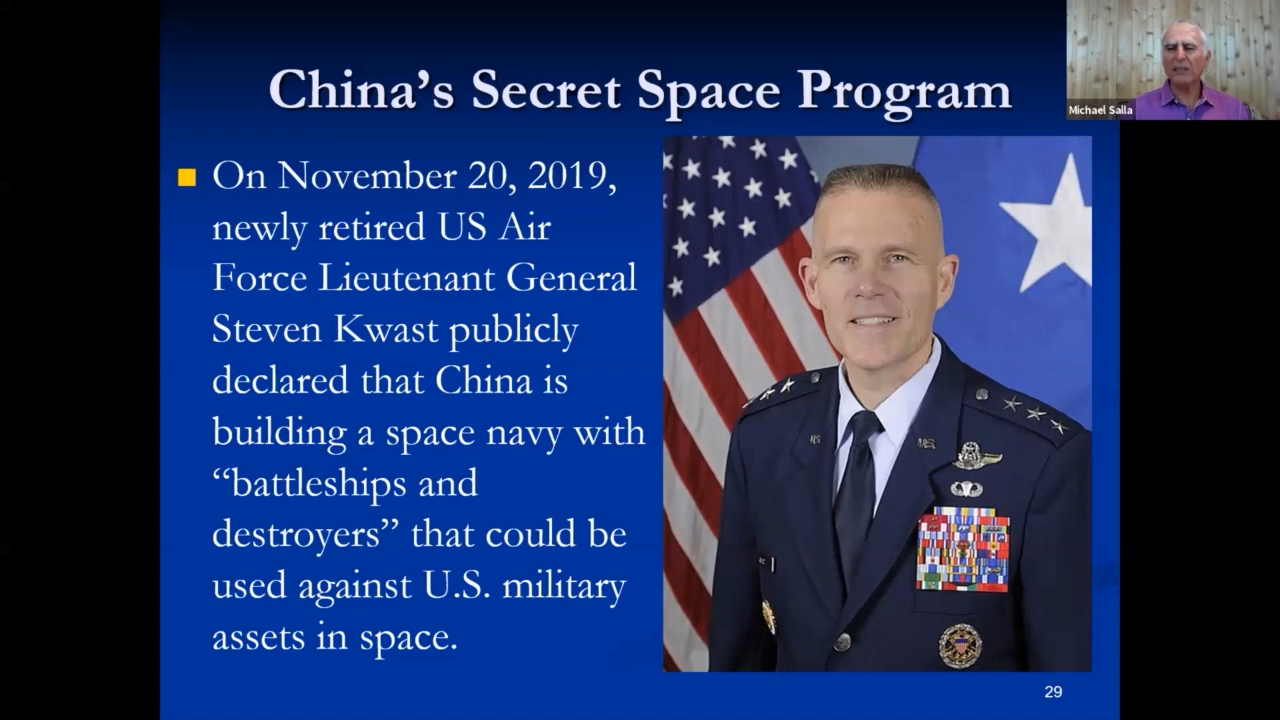 China's Secret Space Program
Michael Salla
On November 20, 2019,
newly retired US Air
Force Lieutenant General
Steven Kwast publicly
declared that China is
building a space navy with
“battleships and
destroyers” that could be
used against U.S. military
assets in space.
U.S.
29